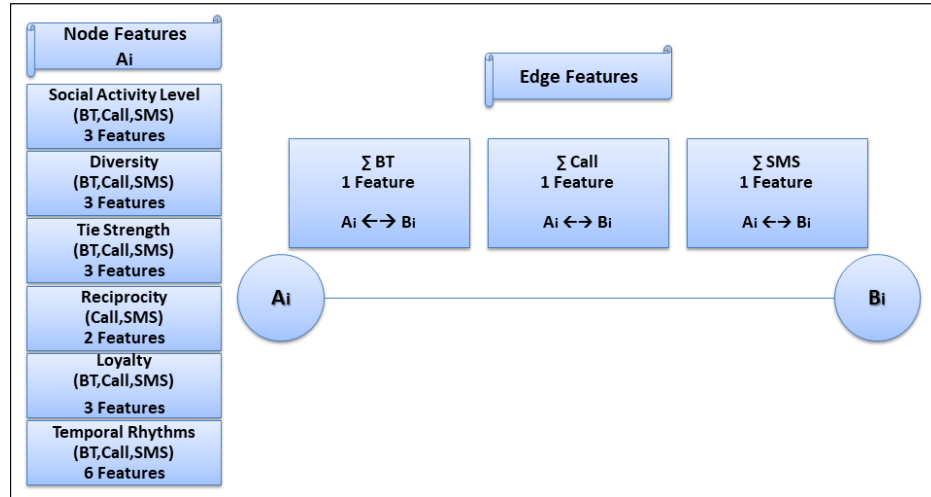 Node Features
Ai
Social Activity Level
(BT,Call,SMS)
3 Features
Diversity
(BT,Call,SMS)
3 Features
Tie Strength
(BT,Call,SMS)
3 Features
Reciprocity
(Call,SMS)
2 Features
Loyalty
(BT,Call,SMS)
3 Features
Temporal Rhythms
(BT,Call,SMS)
6 Features
Edge Features
∑ BT
1 Feature
Ai ←→ Bi
∑ Call
1 Feature
Ai ←→ Bi
∑ SMS
1 Feature
Ai ←→ Bi
Ai
Bi